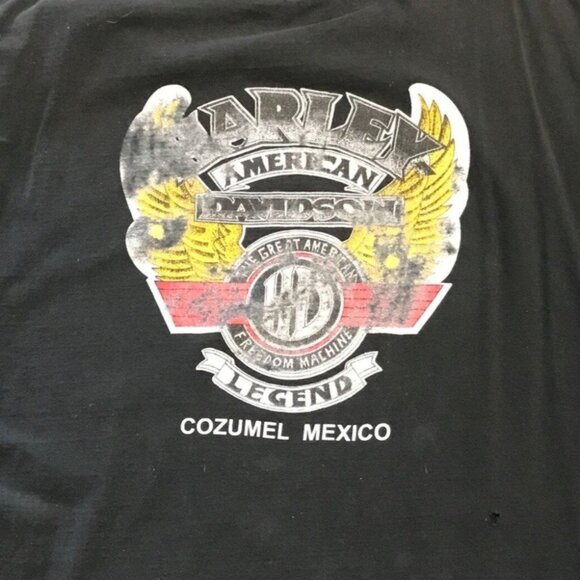 HARLEY
AMERICAN
DAVIDSON
THE GREAT AMERICAN
HD
FREEDOM MACHINE
LEGEND
COZUMEL MEXICO